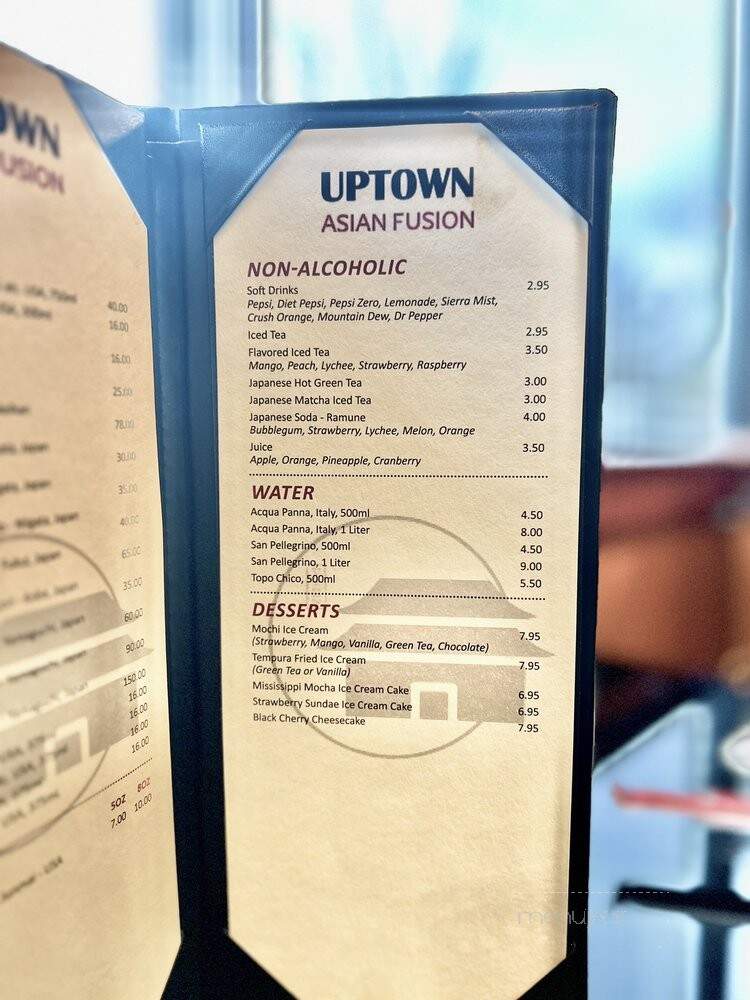 OWN
USION
40.00
16.00
16.00
25.00
78.00
30.00
35.00
40.00
65.00
35.00
60.00
90.00
150.00
16.00
16.00
16.00
16.00
5OZ 8OZ
7.00 10.00
UPTOWN
ASIAN FUSION
NON-ALCOHOLIC
Soft Drinks 2.95
Pepsi, Diet Pepsi, Pepsi Zero, Lemonade, Sierra Mist,
Crush Orange, Mountain Dew, Dr Pepper
Iced Tea 2.95
Flavored Iced Tea 3.50
Mango, Peach, Lychee, Strawberry, Raspberry
Japanese Hot Green Tea 3.00
Japanese Matcha Iced Tea 3.00
Japanese Soda - Ramune 4.00
Bubblegum, Strawberry, Lychee, Melon, Orange
Juice 3.50
Apple, Orange, Pineapple, Cranberry
WATER
Acqua Panna, Italy, 500ml 4.50
Acqua Panna, Italy, 1 Liter 8.00
San Pellegrino, 500ml 4.50
San Pellegrino, 1 Liter 9.00
Topo Chico, 500ml 5.50
DESSERTS
Mochi Ice Cream 7.95
(Strawberry, Mango, Vanilla, Green Tea, Chocolate)
Tempura Fried Ice Cream 7.95
(Green Tea or Vanilla)
Mississippi Mocha Ice Cream Cake 6.95
Strawberry Sundae Ice Cream Cake 6.95
Black Cherry Cheesecake 7.95